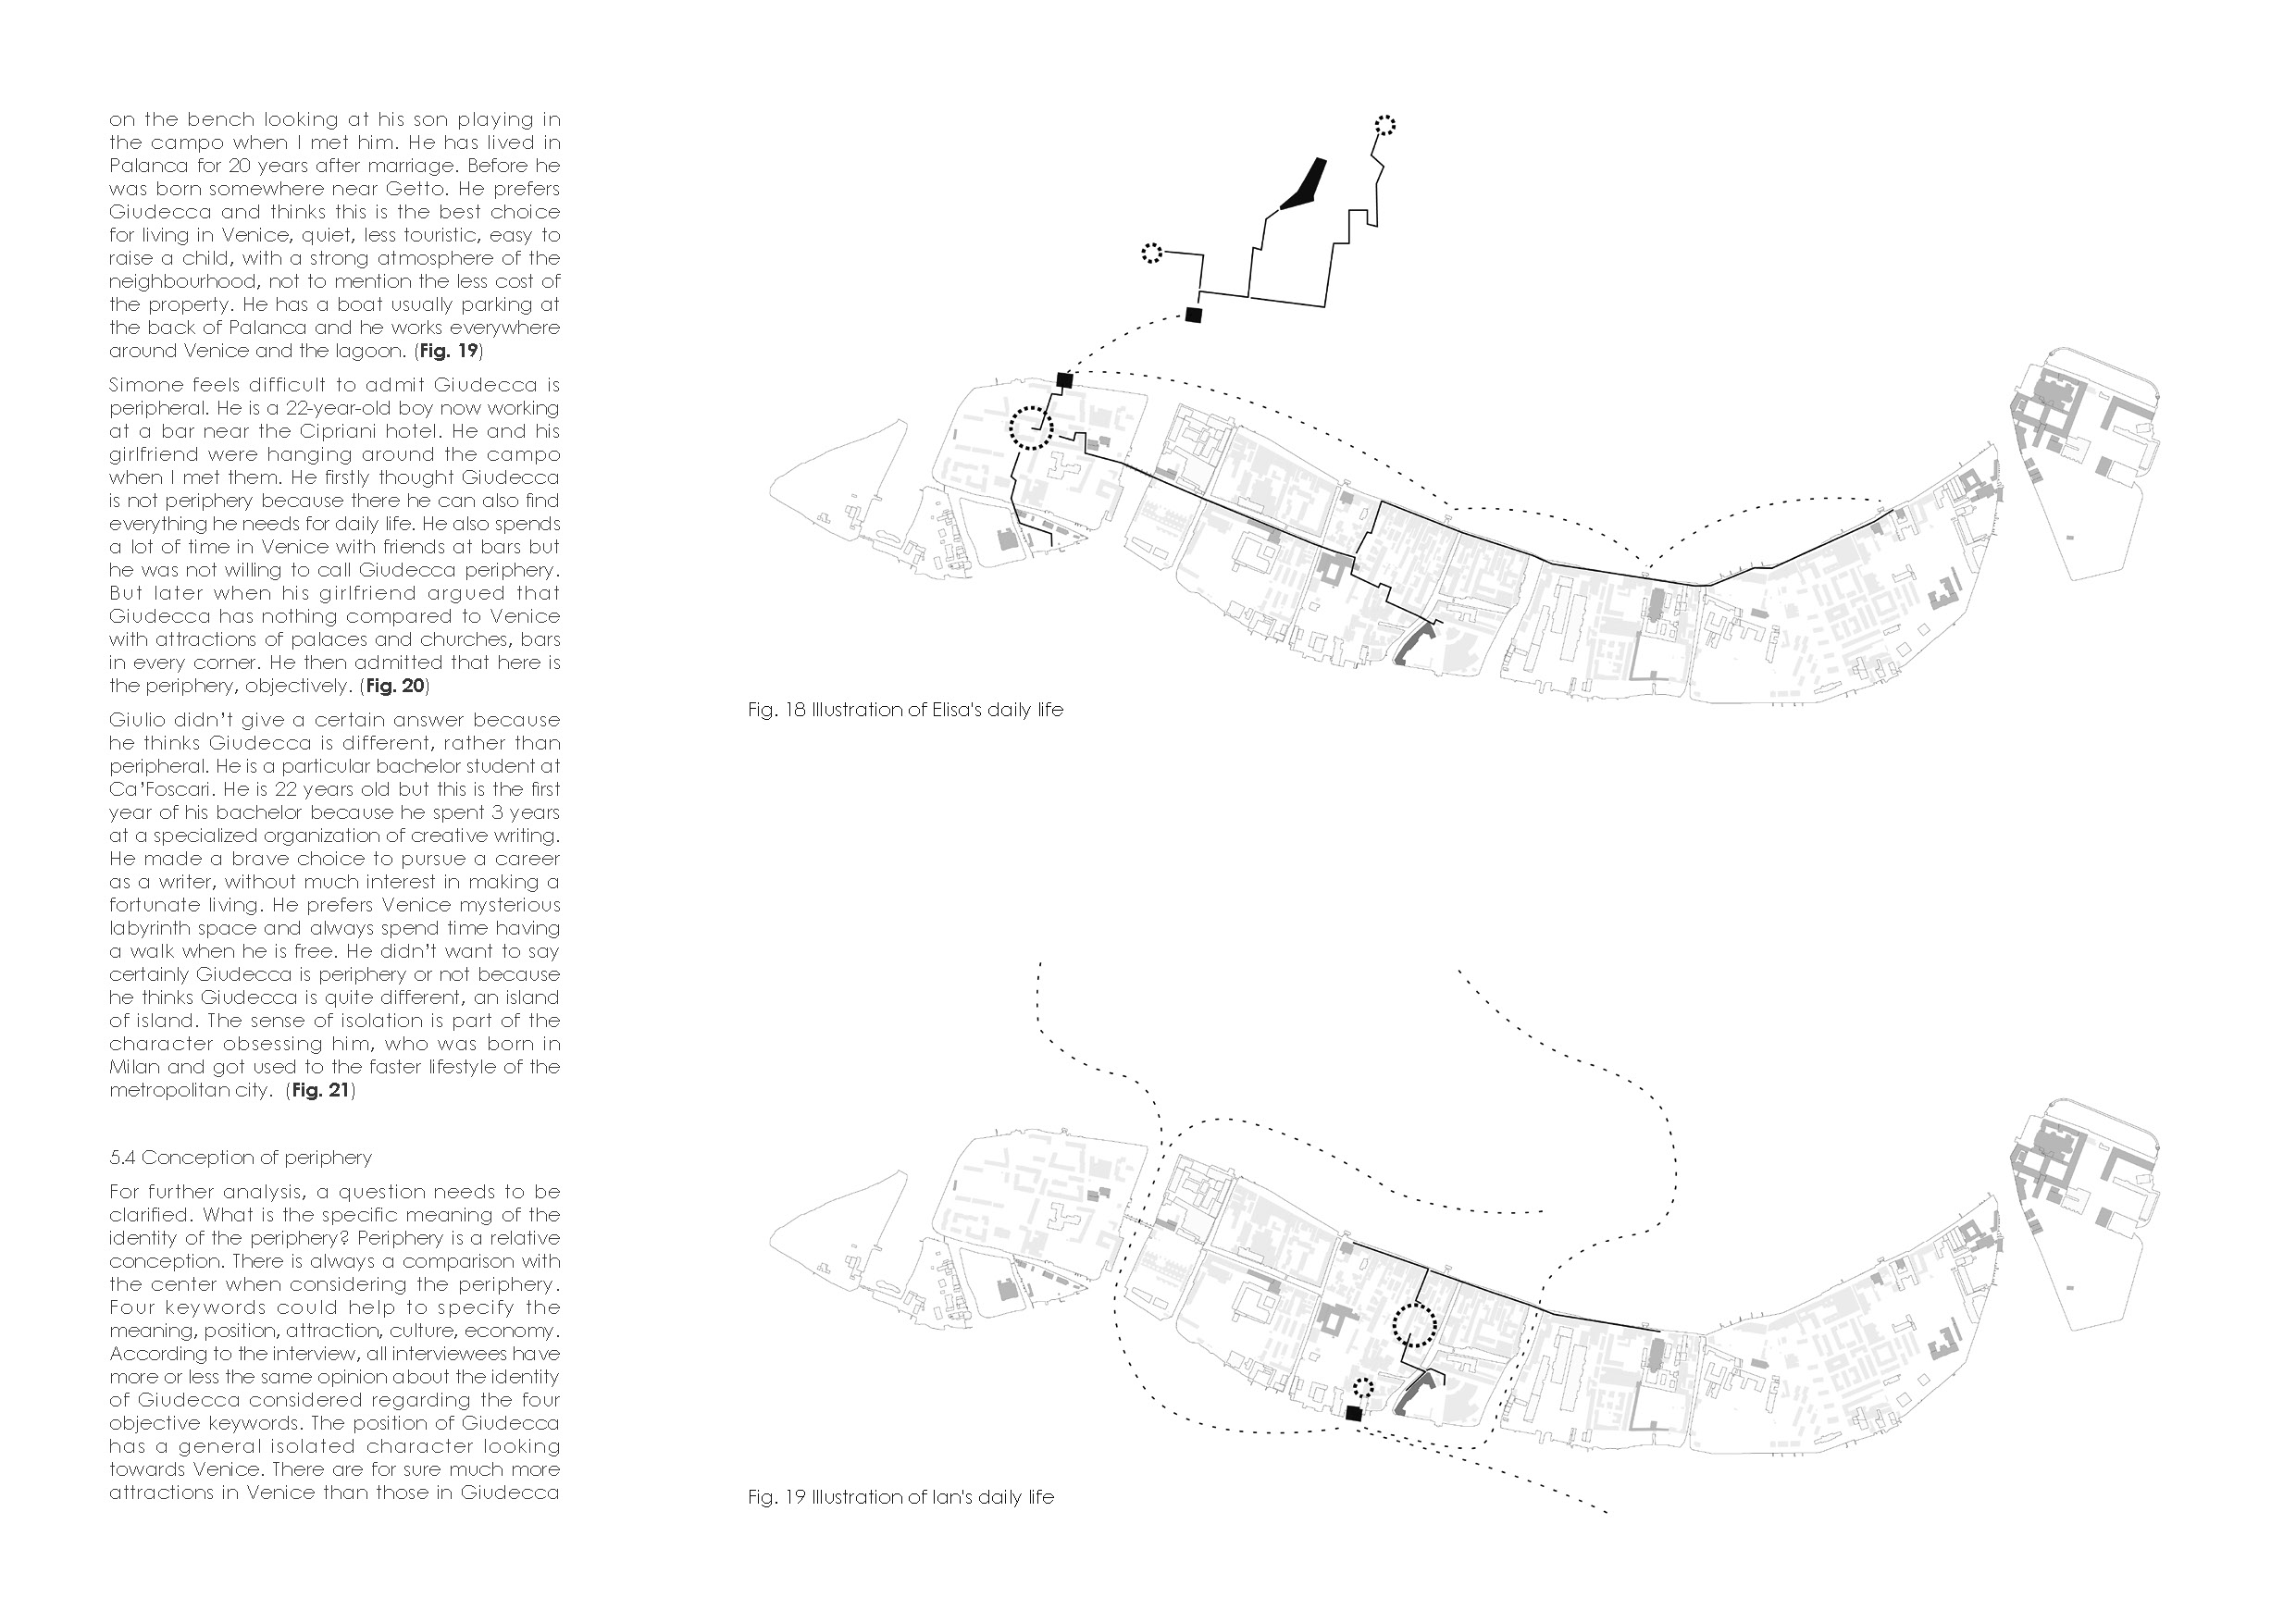 on the bench looking at his son playing in
the campo when I met him. He has lived in
Palanca for 20 years after marriage. Before he
was born somewhere near Getto. He prefers
Giudecca and thinks this is the best choice
for living in Venice, quiet, less touristic, easy to
raise a child, with a strong atmosphere of the
neighbourhood, not to mention the less cost of
the property. He has a boat usually parking at
the back of Palanca and he works everywhere
around Venice and the lagoon. (Fig. 19)
Simone feels difficult to admit Giudecca is
peripheral. He is a 22-year-old boy now working
at a bar near the Cipriani hotel. He and his
girlfriend were hanging around the campo
when I met them. He firstly thought Giudecca
is not periphery because there he can also find
everything he needs for daily life. He also spends
a lot of time in Venice with friends at bars but
he was not willing to call Giudecca periphery.
But later when his girlfriend argued that
Giudecca has nothing compared to Venice
with attractions of palaces and churches, bars
in every corner. He then admitted that here is
the periphery, objectively. (Fig. 20)
Giulio didn't give a certain answer because
he thinks Giudecca is different, rather than
peripheral. He is a particular bachelor student at
Ca'Foscari. He is 22 years old but this is the first
year of his bachelor because he spent 3 years
at a specialized organization of creative writing.
He made a brave choice to pursue a career
as a writer, without much interest in making a
fortunate living. He prefers Venice mysterious
labyrinth space and always spend time having
a walk when he is free. He didn't want to say
certainly Giudecca is periphery or not because
he thinks Giudecca is quite different, an island
of island. The sense of isolation is part of the
character obsessing him, who was born in
Milan and got used to the faster lifestyle of the
metropolitan city. (Fig. 21)
5.4 Conception of periphery
For further analysis, a question needs to be
clarified. What is the specific meaning of the
identity of the periphery? Periphery is a relative
conception. There is always a comparison with
the center when considering the periphery.
Four keywords could help to specify the
meaning, position, attraction, culture, economy.
According to the interview, all interviewees have
more or less the same opinion about the identity
of Giudecca considered regarding the four
objective keywords. The position of Giudecca
has a general isolated character looking
towards Venice. There are for sure much more
attractions in Venice than those in Giudecca
Fig. 18 Illustration of Elisa's daily life
Fig. 19 Illustration of Ian's daily life